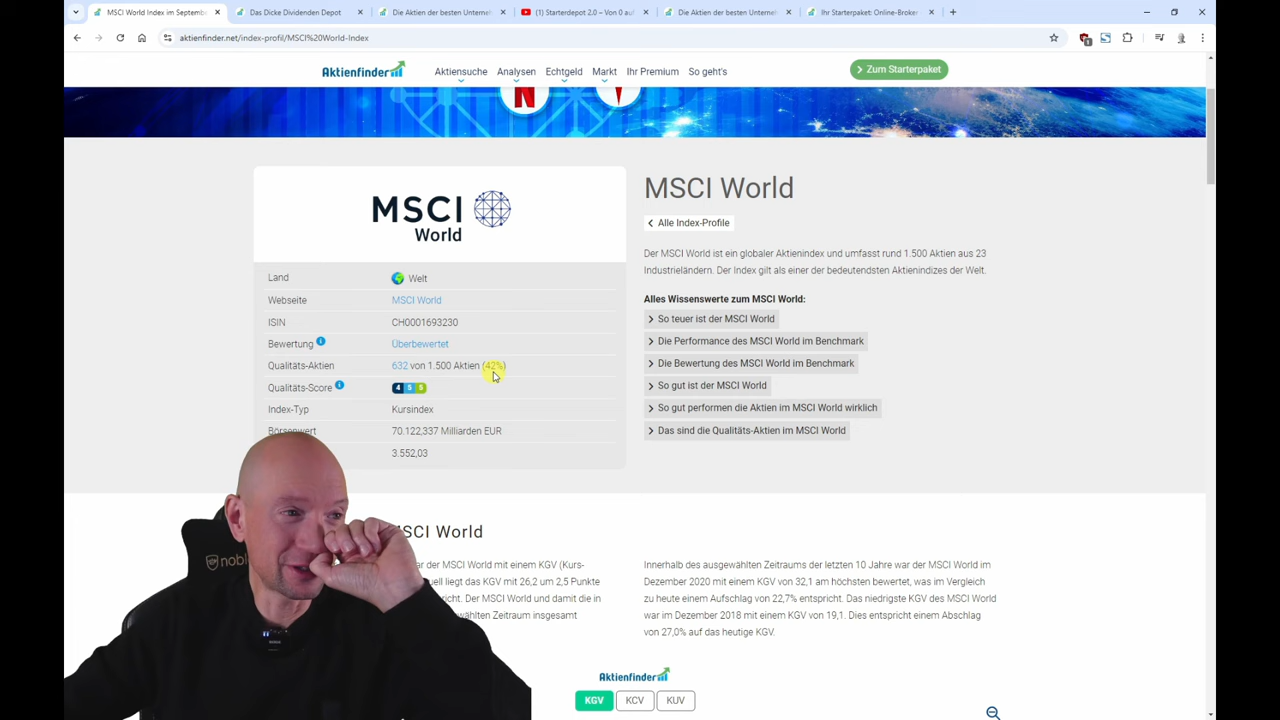 MSCI World Index im Septembe
Das Dicke Dividenden Depot
Die Aktien der besten Unterneh
(1) Starterdepot 2.0 – Von 0 auf
Die Aktien der besten Unterneh
Ihr Starterpaket: Online-Broker
aktienfinder.net/index-profil/MSCI%20World-Index
Aktienfinder
Aktiensuche
Analysen
Echtgeld
Markt
Ihr Premium
So geht's
Zum Starterpaket
N
MSCI
World
Land
Welt
Webseite
MSCI World
ISIN
CH0001693230
Bewertung
Überbewertet
Qualitäts-Aktien
632 von 1.500 Aktien (42%)
Qualitäts-Score
4 5 5
Index-Typ
Kursindex
Börsenwert
70.122,337 Milliarden EUR
3.552,03
MSCI World
Alle Index-Profile
Der MSCI World ist ein globaler Aktienindex und umfasst rund 1.500 Aktien aus 23
Industrieländern. Der Index gilt als einer der bedeutendsten Aktienindizes der Welt.
Alles Wissenswerte zum MSCI World:
So teuer ist der MSCI World
Die Performance des MSCI World im Benchmark
Die Bewertung des MSCI World im Benchmark
So gut ist der MSCI World
So gut performen die Aktien im MSCI World wirklich
Das sind die Qualitäts-Aktien im MSCI World
MSCI World
ar der MSCI World mit einem KGV (Kurs-
uell liegt das KGV mit 26,2 um 2,5 Punkte
pricht. Der MSCI World und damit die in
wählten Zeitraum insgesamt
Innerhalb des ausgewählten Zeitraums der letzten 10 Jahre war der MSCI World im
Dezember 2020 mit einem KGV von 32,1 am höchsten bewertet, was im Vergleich
zu heute einem Aufschlag von 22,7% entspricht. Das niedrigste KGV des MSCI World
war im Dezember 2018 mit einem KGV von 19,1. Dies entspricht einem Abschlag
von 27,0% auf das heutige KGV.
Aktienfinder
KGV
KCV
KUV
noble